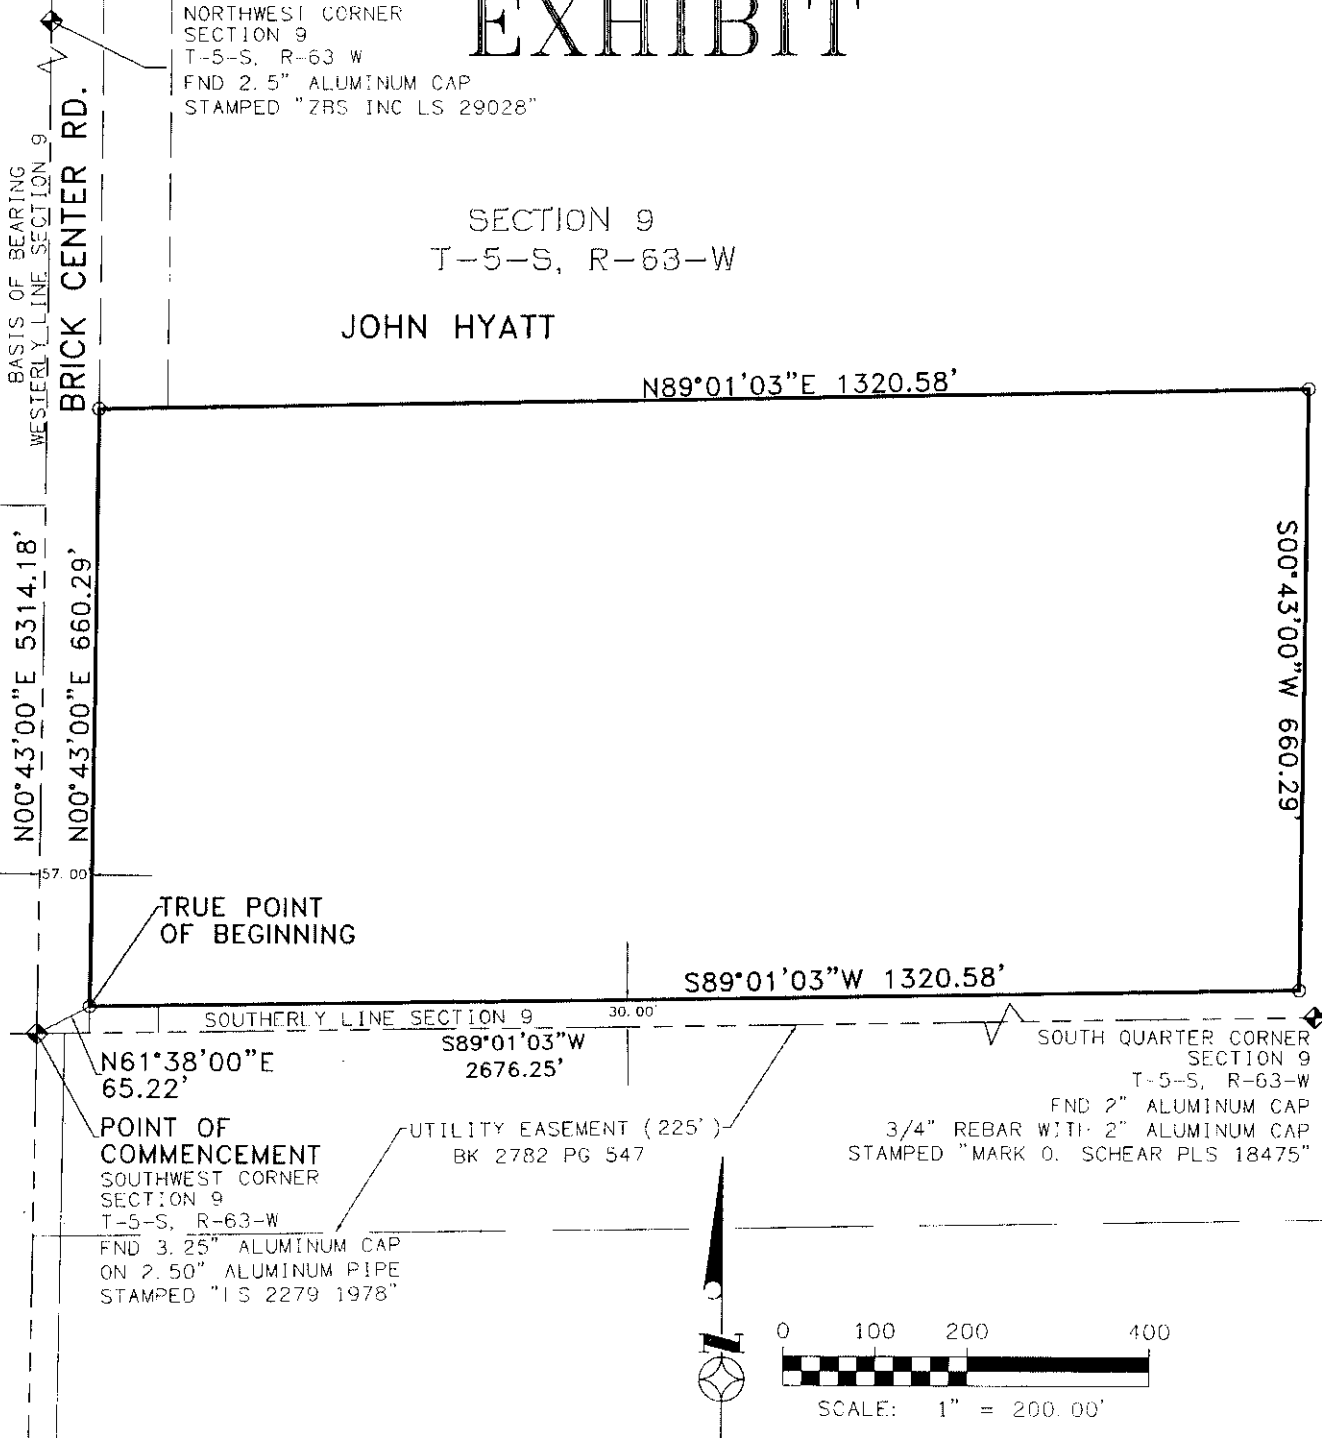 EXHIBIT
NORTHWEST CORNER
SECTION 9
T-5-S, R-63 W
FND 2.5" ALUMINUM CAP
STAMPED "ZBS INC LS 29028"
BASIS OF BEARING
WESTERLY LINE SECTION 9
BRICK CENTER RD.
SECTION 9
T-5-S, R-63-W
JOHN HYATT
N89°01'03"E 1320.58'
N00°43'00"E 5314.18'
N00°43'00"E 660.29'
S00°43'00"W 660.29'
57.00'
TRUE POINT
OF BEGINNING
S89°01'03"W 1320.58'
SOUTHERLY LINE SECTION 9
30.00'
S89°01'03"W
2676.25'
N61°38'00"E
65.22'
SOUTH QUARTER CORNER
SECTION 9
T-5-S, R-63-W
FND 2" ALUMINUM CAP
3/4" REBAR WITH 2" ALUMINUM CAP
STAMPED "MARK O. SCHEAR PLS 18475"
POINT OF
COMMENCEMENT
SOUTHWEST CORNER
SECTION 9
T-5-S, R-63-W
FND 3.25" ALUMINUM CAP
ON 2.50" ALUMINUM PIPE
STAMPED "LS 2279 1978"
UTILITY EASEMENT (225')
BK 2782 PG 547
N
0 100 200 400
SCALE: 1" = 200.00'